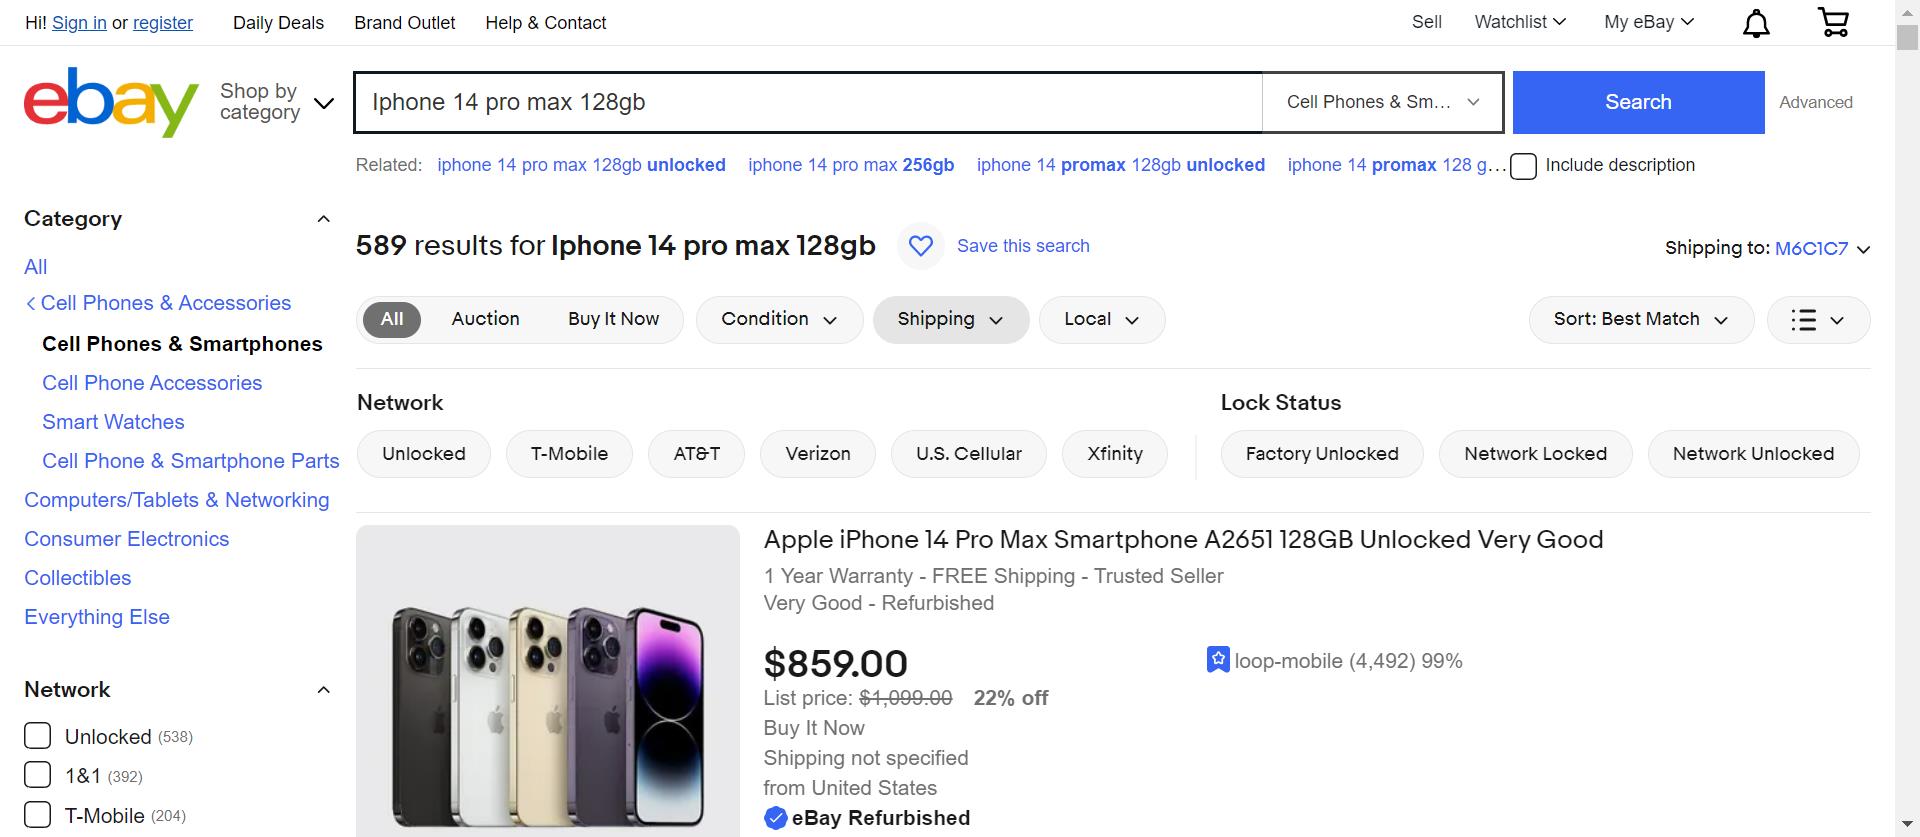 Hi! Sign in or register Daily Deals Brand Outlet Help & Contact Sell Watchlist My eBay
ebay Shop by category Iphone 14 pro max 128gb Cell Phones & Sm... Search Advanced
Related: iphone 14 pro max 128gb unlocked iphone 14 pro max 256gb iphone 14 promax 128gb unlocked iphone 14 promax 128 g... Include description
Category
All
Cell Phones & Accessories
Cell Phones & Smartphones
Cell Phone Accessories
Smart Watches
Cell Phone & Smartphone Parts
Computers/Tablets & Networking
Consumer Electronics
Collectibles
Everything Else
Network
Unlocked (538)
1&1 (392)
T-Mobile (204)
589 results for Iphone 14 pro max 128gb Save this search Shipping to: M6C1C7
All Auction Buy It Now Condition Shipping Local Sort: Best Match
Network
Unlocked T-Mobile AT&T Verizon U.S. Cellular Xfinity
Lock Status
Factory Unlocked Network Locked Network Unlocked
Apple iPhone 14 Pro Max Smartphone A2651 128GB Unlocked Very Good
1 Year Warranty - FREE Shipping - Trusted Seller
Very Good - Refurbished
$859.00 loop-mobile (4,492) 99%
List price: $1,099.00 22% off
Buy It Now
Shipping not specified
from United States
eBay Refurbished